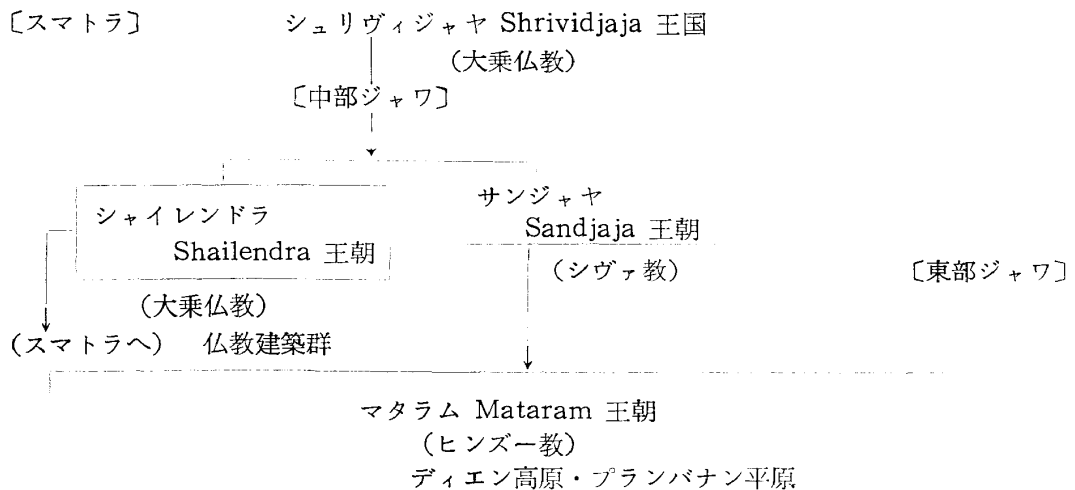 〔スマトラ〕 シュリヴィジャヤ Shrividjaja 王国
(大乗仏教)
〔中部ジャワ〕
シャイレンドラ
Shailendra 王朝
サンジャヤ
Sandjaja 王朝
(シヴァ教)
〔東部ジャワ〕
(大乗仏教)
(スマトラへ) 仏教建築群
マタラム Mataram 王朝
(ヒンズー教)
ディエン高原・プランバナン平原